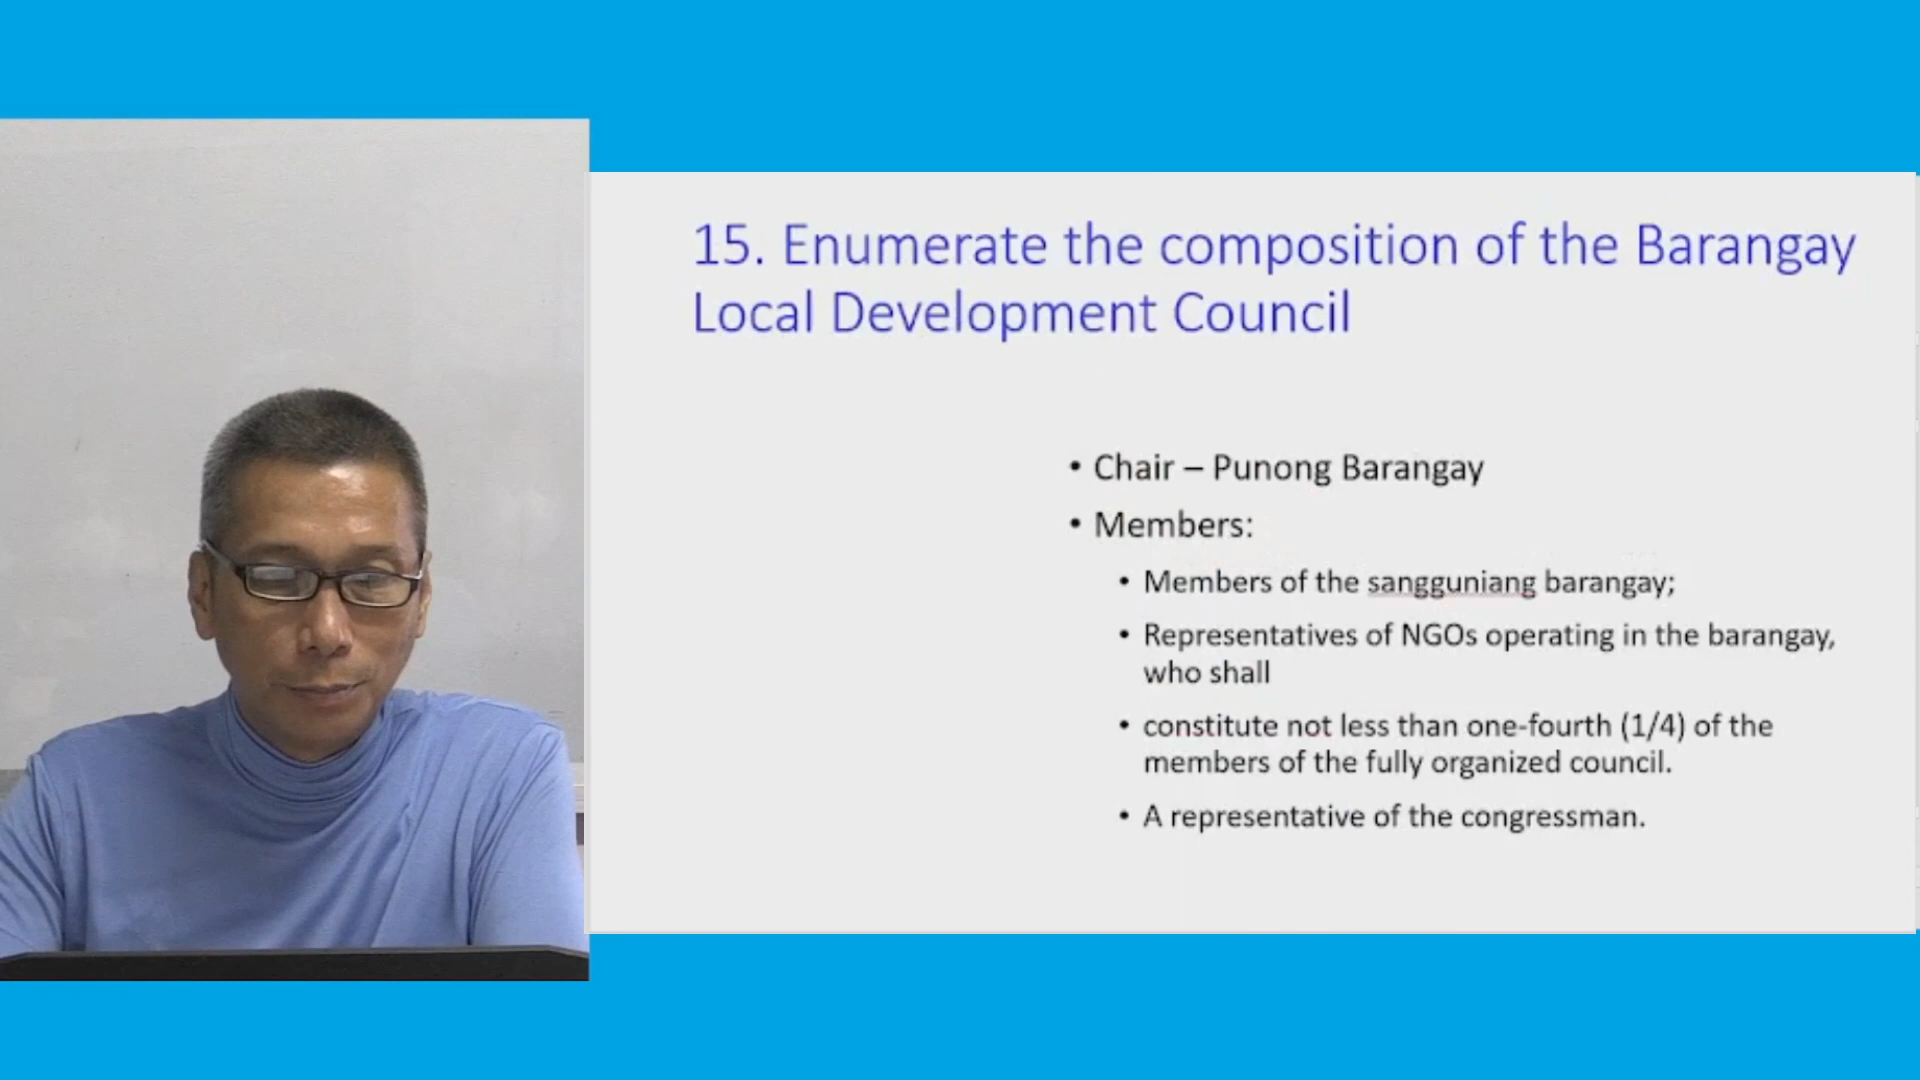 15. Enumerate the composition of the Barangay
Local Development Council
• Chair – Punong Barangay
• Members:
• Members of the sangguniang barangay;
• Representatives of NGOs operating in the barangay,
who shall
• constitute not less than one-fourth (1/4) of the
members of the fully organized council.
• A representative of the congressman.